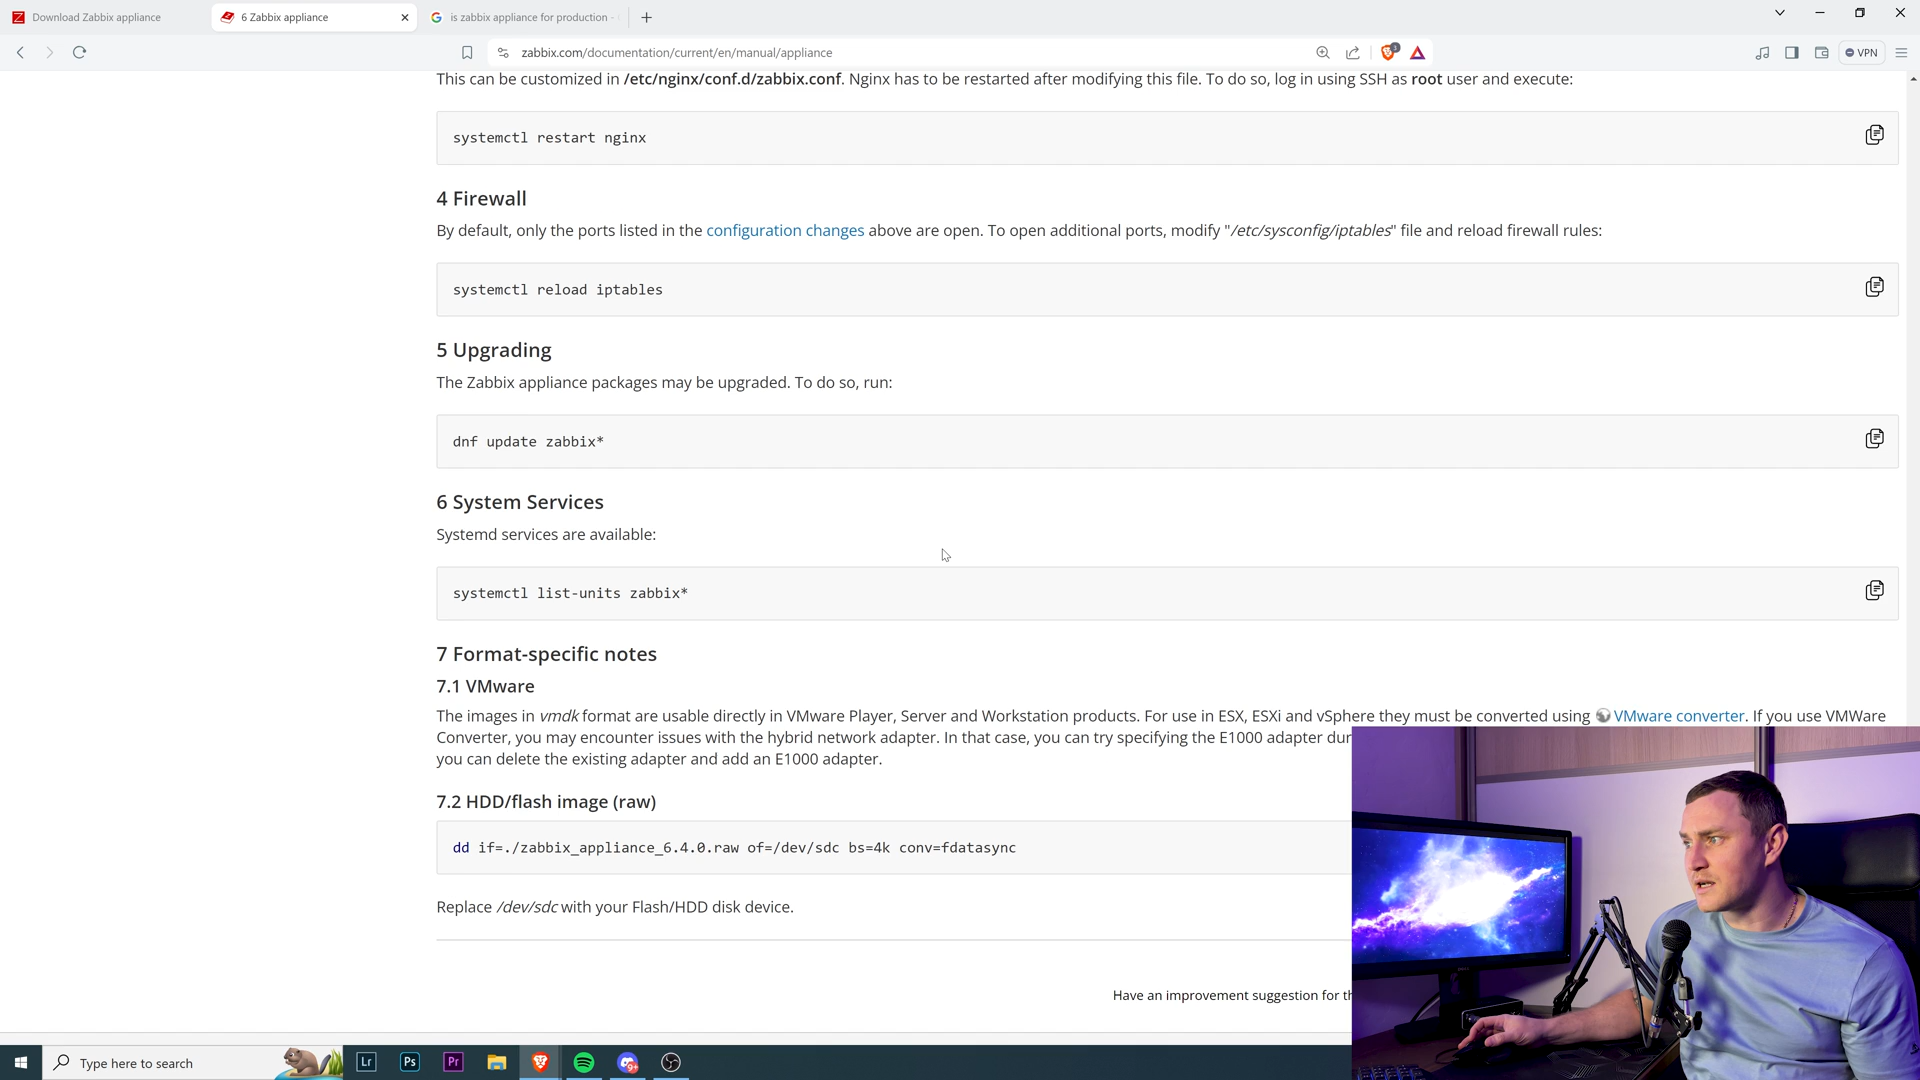 Download Zabbix appliance
6 Zabbix appliance
is zabbix appliance for production -
zabbix.com/documentation/current/en/manual/appliance
VPN
This can be customized in /etc/nginx/conf.d/zabbix.conf. Nginx has to be restarted after modifying this file. To do so, log in using SSH as root user and execute:
systemctl restart nginx
4 Firewall
By default, only the ports listed in the configuration changes above are open. To open additional ports, modify "/etc/sysconfig/iptables" file and reload firewall rules:
systemctl reload iptables
5 Upgrading
The Zabbix appliance packages may be upgraded. To do so, run:
dnf update zabbix*
6 System Services
Systemd services are available:
systemctl list-units zabbix*
7 Format-specific notes
7.1 VMware
The images in vmdk format are usable directly in VMware Player, Server and Workstation products. For use in ESX, ESXi and vSphere they must be converted using VMware converter. If you use VMWare
Converter, you may encounter issues with the hybrid network adapter. In that case, you can try specifying the E1000 adapter dur
you can delete the existing adapter and add an E1000 adapter.
7.2 HDD/flash image (raw)
dd if=./zabbix_appliance_6.4.0.raw of=/dev/sdc bs=4k conv=fdatasync
Replace /dev/sdc with your Flash/HDD disk device.
Have an improvement suggestion for th
Type here to search
Lr
Ps
Pr
9+